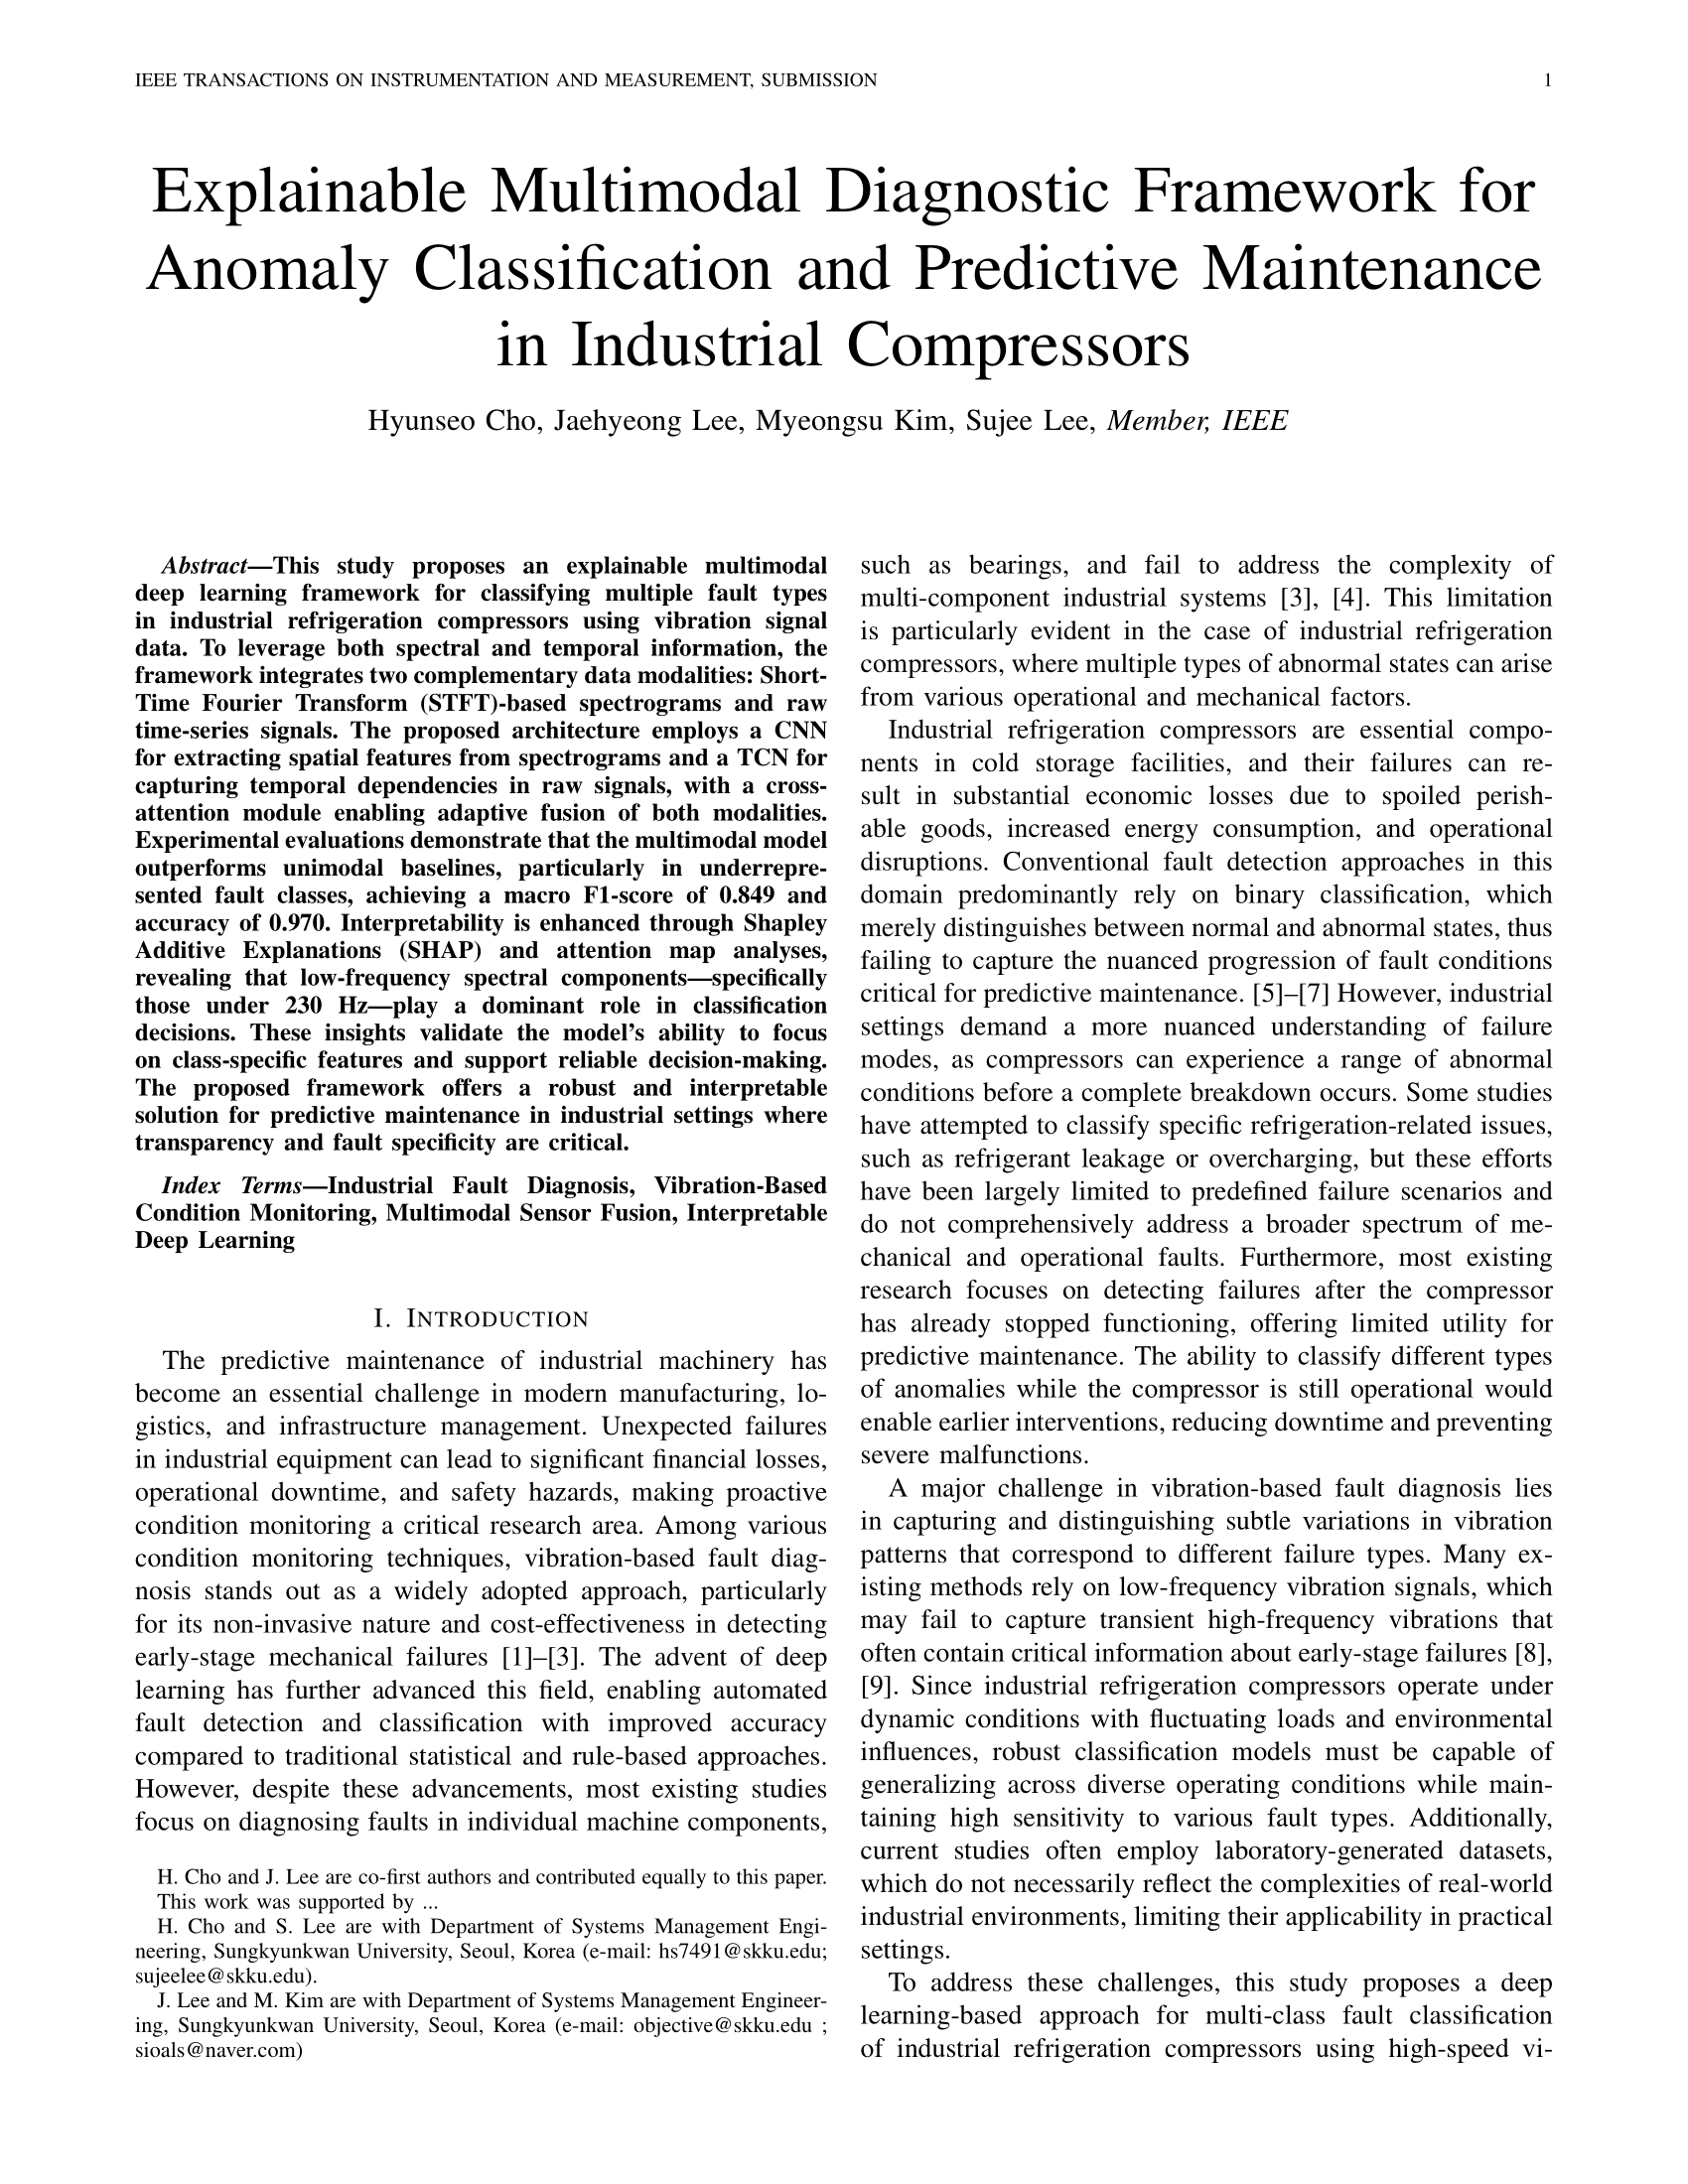 IEEE TRANSACTIONS ON INSTRUMENTATION AND MEASUREMENT, SUBMISSION 1
Explainable Multimodal Diagnostic Framework for
Anomaly Classification and Predictive Maintenance
in Industrial Compressors
Hyunseo Cho, Jaehyeong Lee, Myeongsu Kim, Sujee Lee, Member, IEEE
Abstract—This study proposes an explainable multimodal
deep learning framework for classifying multiple fault types
in industrial refrigeration compressors using vibration signal
data. To leverage both spectral and temporal information, the
framework integrates two complementary data modalities: Short-
Time Fourier Transform (STFT)-based spectrograms and raw
time-series signals. The proposed architecture employs a CNN
for extracting spatial features from spectrograms and a TCN for
capturing temporal dependencies in raw signals, with a cross-
attention module enabling adaptive fusion of both modalities.
Experimental evaluations demonstrate that the multimodal model
outperforms unimodal baselines, particularly in underrepre-
sented fault classes, achieving a macro F1-score of 0.849 and
accuracy of 0.970. Interpretability is enhanced through Shapley
Additive Explanations (SHAP) and attention map analyses,
revealing that low-frequency spectral components—specifically
those under 230 Hz—play a dominant role in classification
decisions. These insights validate the model's ability to focus
on class-specific features and support reliable decision-making.
The proposed framework offers a robust and interpretable
solution for predictive maintenance in industrial settings where
transparency and fault specificity are critical.
Index Terms—Industrial Fault Diagnosis, Vibration-Based
Condition Monitoring, Multimodal Sensor Fusion, Interpretable
Deep Learning
I. INTRODUCTION
The predictive maintenance of industrial machinery has
become an essential challenge in modern manufacturing, lo-
gistics, and infrastructure management. Unexpected failures
in industrial equipment can lead to significant financial losses,
operational downtime, and safety hazards, making proactive
condition monitoring a critical research area. Among various
condition monitoring techniques, vibration-based fault diag-
nosis stands out as a widely adopted approach, particularly
for its non-invasive nature and cost-effectiveness in detecting
early-stage mechanical failures [1]–[3]. The advent of deep
learning has further advanced this field, enabling automated
fault detection and classification with improved accuracy
compared to traditional statistical and rule-based approaches.
However, despite these advancements, most existing studies
focus on diagnosing faults in individual machine components,
H. Cho and J. Lee are co-first authors and contributed equally to this paper.
This work was supported by ...
H. Cho and S. Lee are with Department of Systems Management Engi-
neering, Sungkyunkwan University, Seoul, Korea (e-mail: hs7491@skku.edu;
sujeelee@skku.edu).
J. Lee and M. Kim are with Department of Systems Management Engineer-
ing, Sungkyunkwan University, Seoul, Korea (e-mail: objective@skku.edu ;
sioals@naver.com)
such as bearings, and fail to address the complexity of
multi-component industrial systems [3], [4]. This limitation
is particularly evident in the case of industrial refrigeration
compressors, where multiple types of abnormal states can arise
from various operational and mechanical factors.
Industrial refrigeration compressors are essential compo-
nents in cold storage facilities, and their failures can re-
sult in substantial economic losses due to spoiled perish-
able goods, increased energy consumption, and operational
disruptions. Conventional fault detection approaches in this
domain predominantly rely on binary classification, which
merely distinguishes between normal and abnormal states, thus
failing to capture the nuanced progression of fault conditions
critical for predictive maintenance. [5]–[7] However, industrial
settings demand a more nuanced understanding of failure
modes, as compressors can experience a range of abnormal
conditions before a complete breakdown occurs. Some studies
have attempted to classify specific refrigeration-related issues,
such as refrigerant leakage or overcharging, but these efforts
have been largely limited to predefined failure scenarios and
do not comprehensively address a broader spectrum of me-
chanical and operational faults. Furthermore, most existing
research focuses on detecting failures after the compressor
has already stopped functioning, offering limited utility for
predictive maintenance. The ability to classify different types
of anomalies while the compressor is still operational would
enable earlier interventions, reducing downtime and preventing
severe malfunctions.
A major challenge in vibration-based fault diagnosis lies
in capturing and distinguishing subtle variations in vibration
patterns that correspond to different failure types. Many ex-
isting methods rely on low-frequency vibration signals, which
may fail to capture transient high-frequency vibrations that
often contain critical information about early-stage failures [8],
[9]. Since industrial refrigeration compressors operate under
dynamic conditions with fluctuating loads and environmental
influences, robust classification models must be capable of
generalizing across diverse operating conditions while main-
taining high sensitivity to various fault types. Additionally,
current studies often employ laboratory-generated datasets,
which do not necessarily reflect the complexities of real-world
industrial environments, limiting their applicability in practical
settings.
To address these challenges, this study proposes a deep
learning-based approach for multi-class fault classification
of industrial refrigeration compressors using high-speed vi-